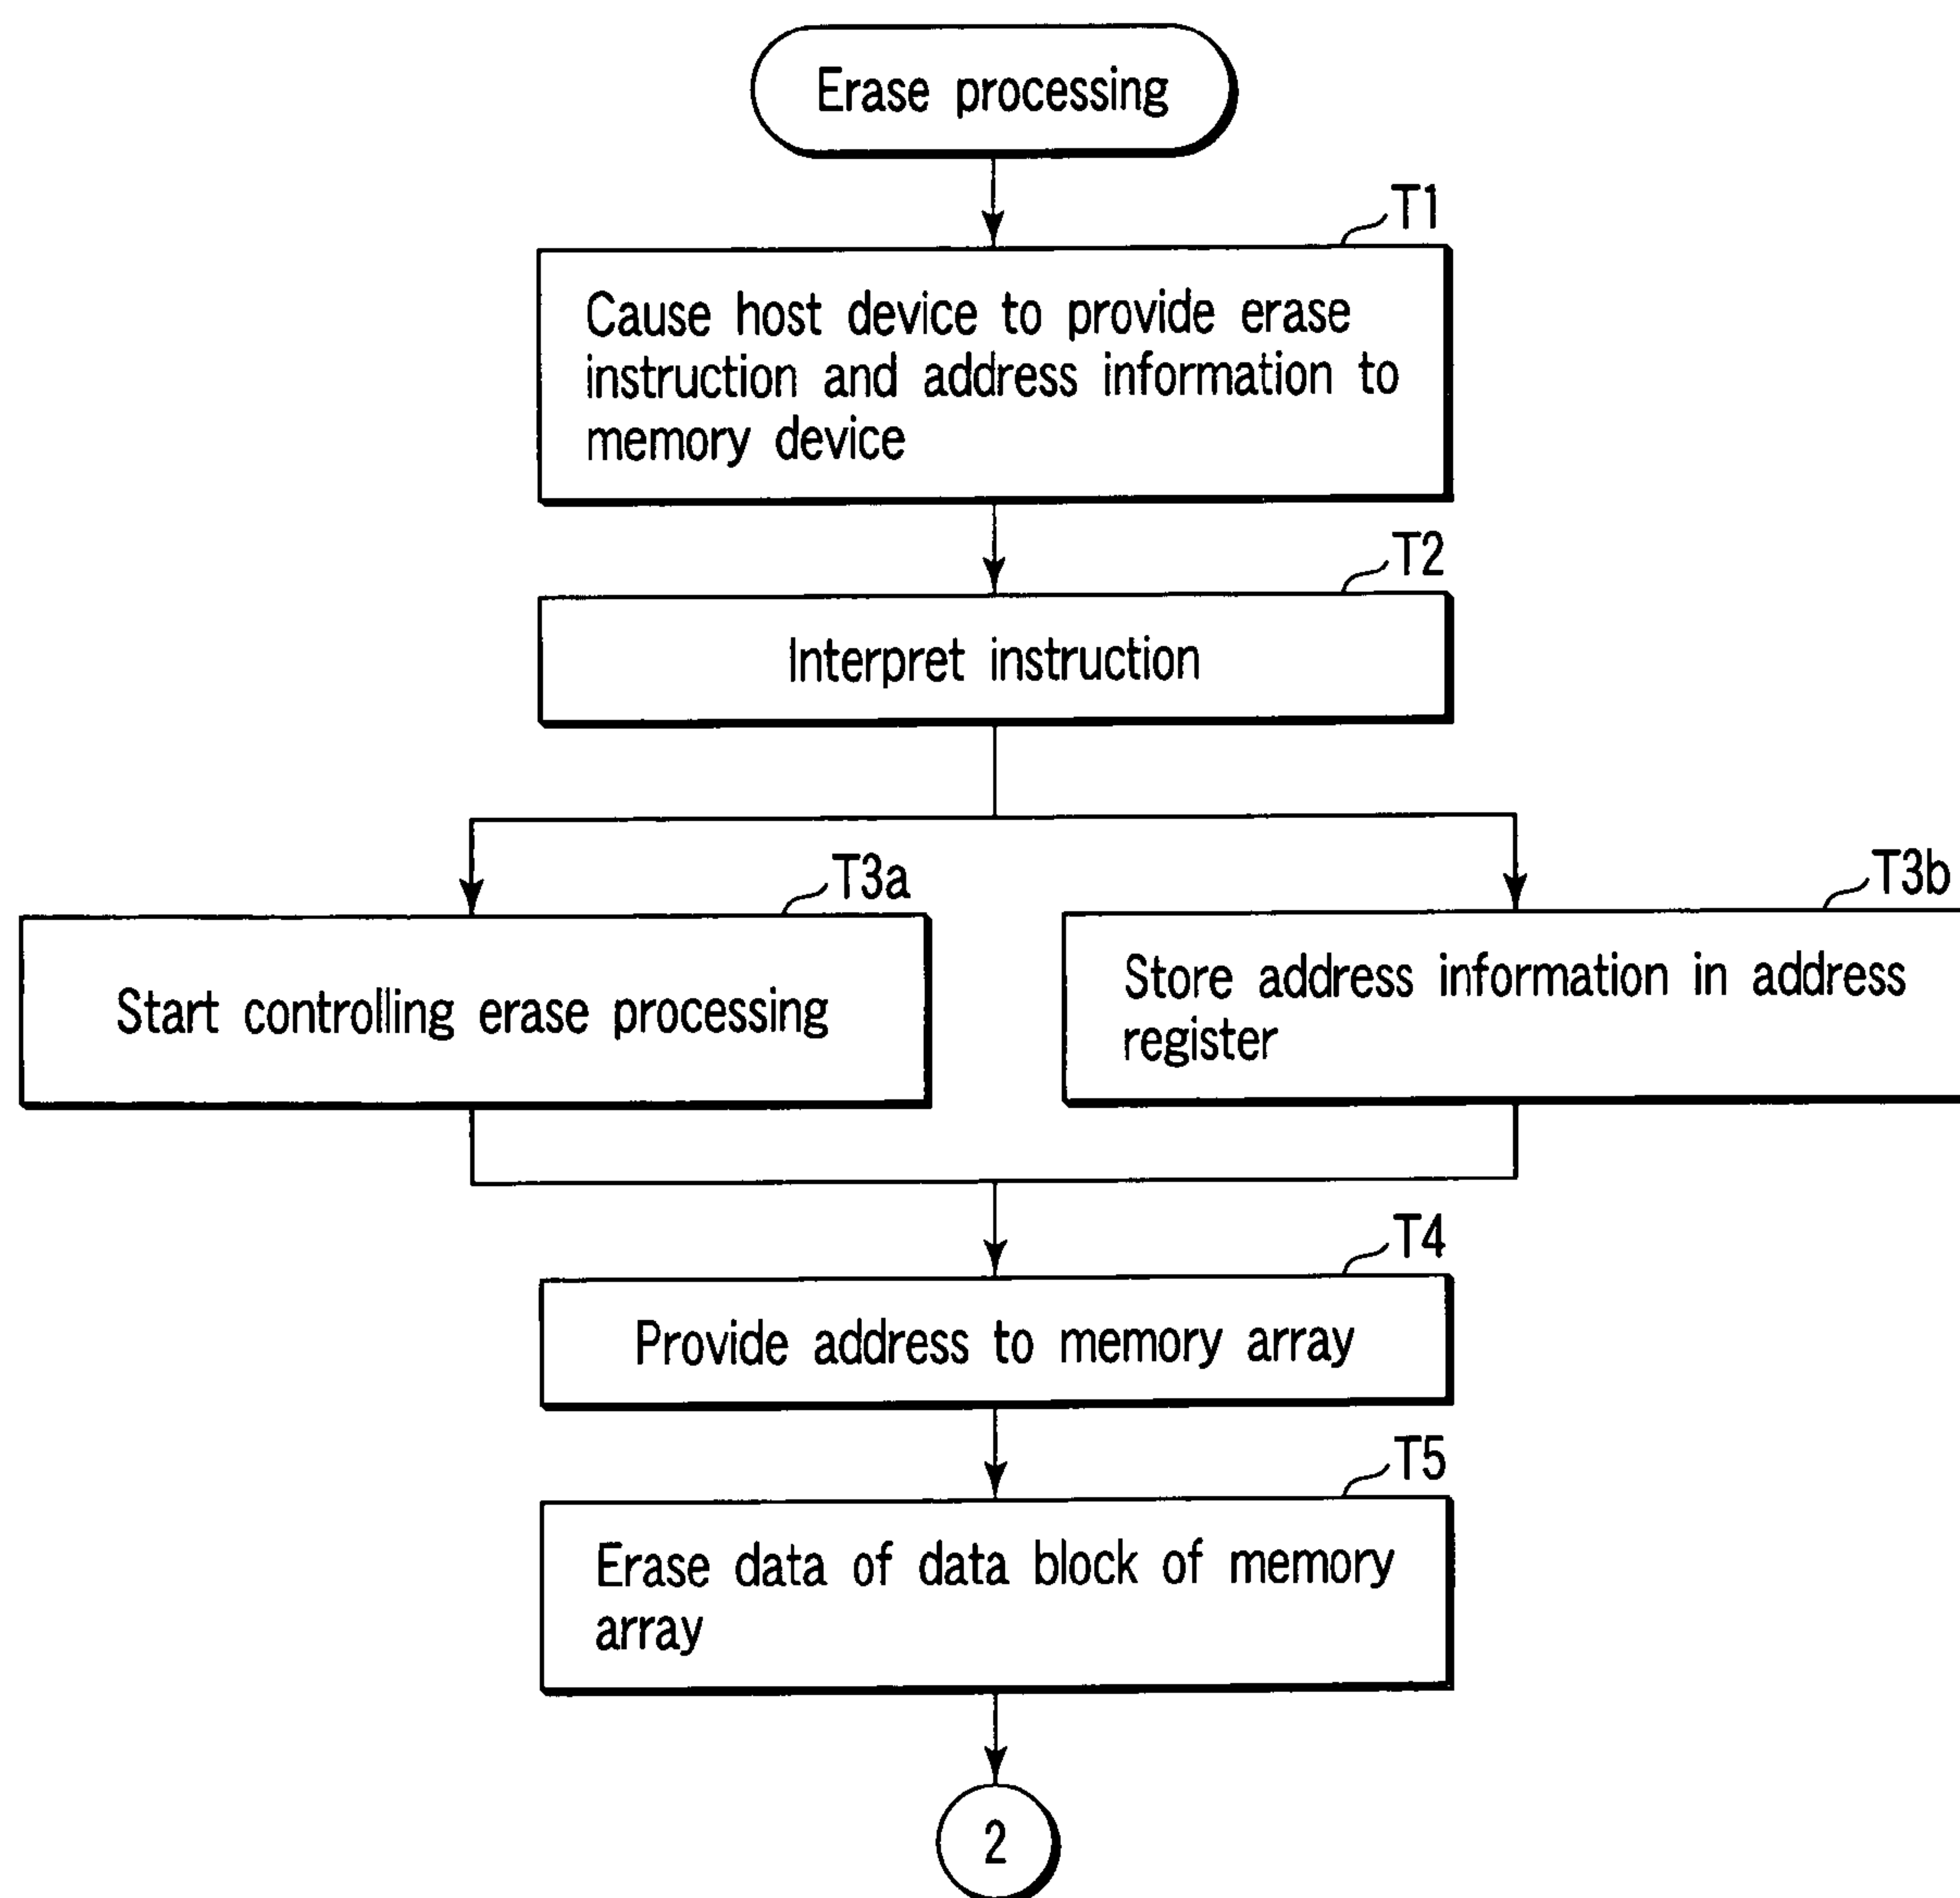 Erase processing
T1
Cause host device to provide erase
instruction and address information to
memory device
T2
Interpret instruction
T3a
Start controlling erase processing
T3b
Store address information in address
register
T4
Provide address to memory array
T5
Erase data of data block of memory
array
2